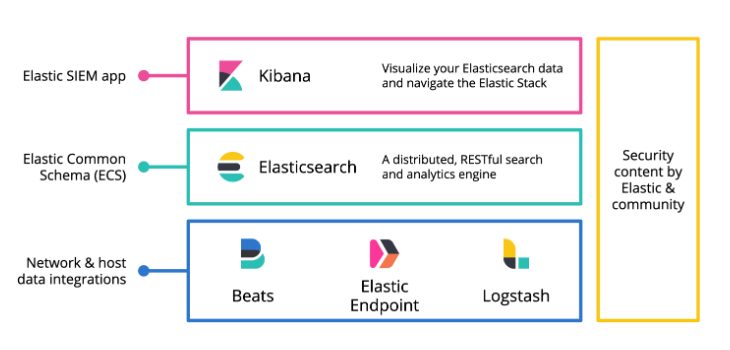 Elastic SIEM app
Kibana
Visualize your Elasticsearch data
and navigate the Elastic Stack
Elastic Common
Schema (ECS)
Elasticsearch
A distributed, RESTful search
and analytics engine
Network & host
data integrations
Beats
Elastic
Endpoint
Logstash
Security
content by
Elastic &
community